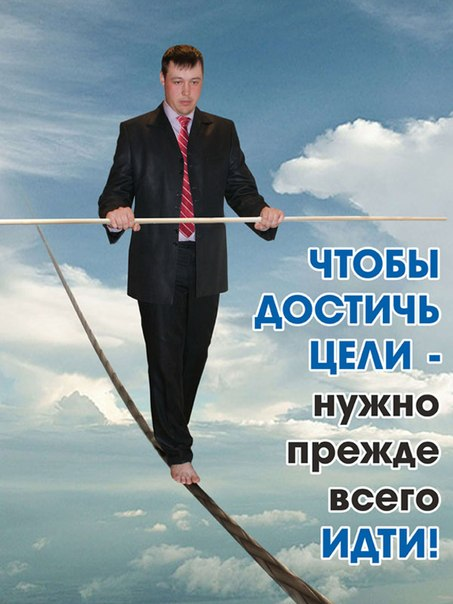 ЧТОБЫ
ДОСТИЧЬ
ЦЕЛИ -
нужно
прежде
всего
ИДТИ!